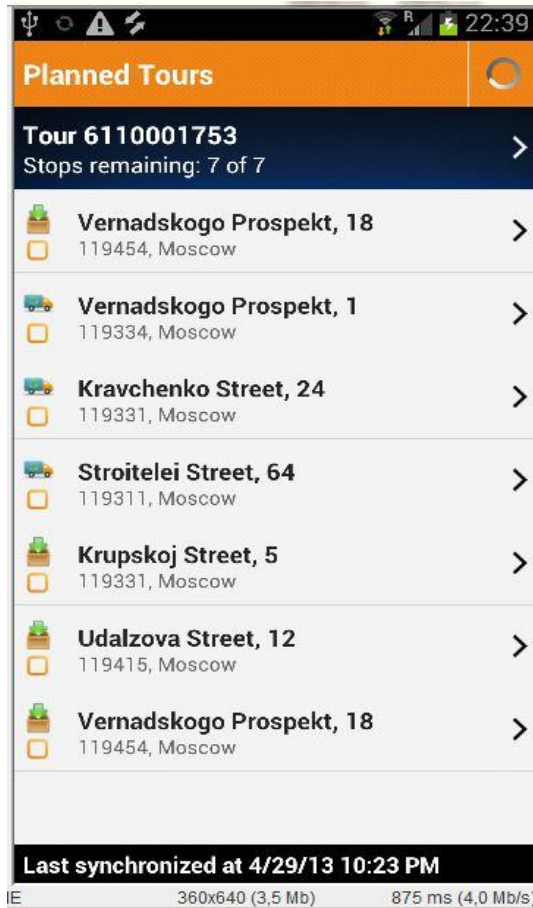 R 22:39
Planned Tours
Tour 6110001753
Stops remaining: 7 of 7
Vernadskogo Prospekt, 18
119454, Moscow
Vernadskogo Prospekt, 1
119334, Moscow
Kravchenko Street, 24
119331, Moscow
Stroitelei Street, 64
119311, Moscow
Krupskoj Street, 5
119331, Moscow
Udalzova Street, 12
119415, Moscow
Vernadskogo Prospekt, 18
119454, Moscow
Last synchronized at 4/29/13 10:23 PM
IE 360x640 (3,5 Mb) 875 ms (4,0 Mb/s)